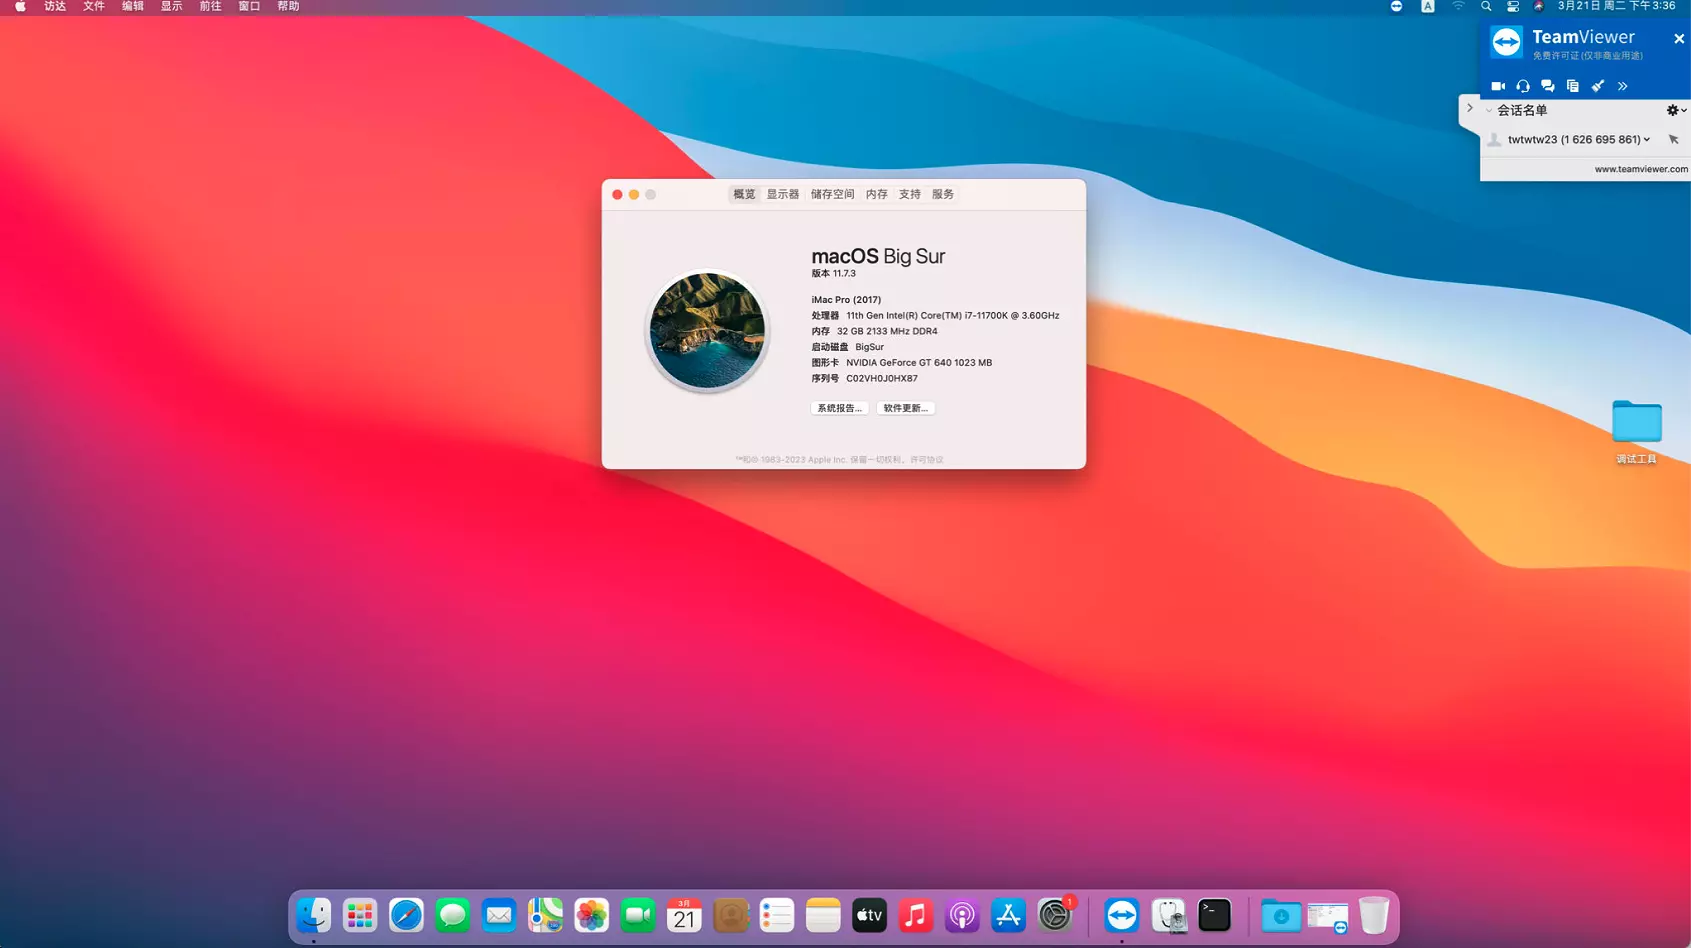 访达 文件 编辑 显示 前往 窗口 帮助
A 3月21日 周二 下午3:36
TeamViewer
免费许可证(仅非商业用途)
会话名单
twtwtw23 (1 626 695 861)
www.teamviewer.com
概览 显示器 储存空间 内存 支持 服务
macOS Big Sur
版本 11.7.3
iMac Pro (2017)
处理器 11th Gen Intel(R) Core(TM) i7-11700K @ 3.60GHz
内存 32 GB 2133 MHz DDR4
启动磁盘 BigSur
图形卡 NVIDIA GeForce GT 640 1023 MB
序列号 C02VH0J0HX87
系统报告... 软件更新...
™和© 1983-2023 Apple Inc. 保留一切权利。许可协议
调试工具
3月
21
tv
1
>_